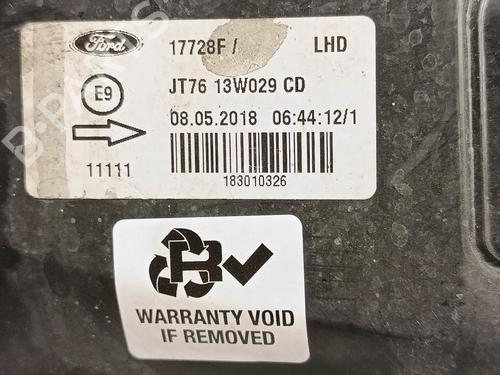 Ford
17728F / LHD
E9
JT76 13W029 CD
08.05.2018 06:44:12/1
11111
183010326
R
WARRANTY VOID
IF REMOVED